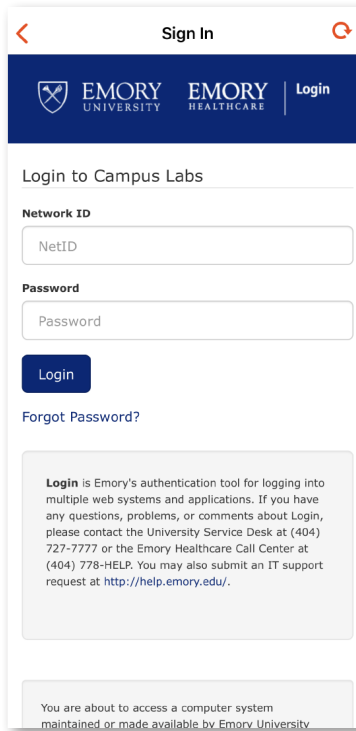 Sign In
EMORY
UNIVERSITY
EMORY
HEALTHCARE
Login
Login to Campus Labs
Network ID
NetID
Password
Password
Login
Forgot Password?
Login is Emory's authentication tool for logging into
multiple web systems and applications. If you have
any questions, problems, or comments about Login,
please contact the University Service Desk at (404)
727-7777 or the Emory Healthcare Call Center at
(404) 778-HELP. You may also submit an IT support
request at http://help.emory.edu/.
You are about to access a computer system
maintained or made available by Emory University